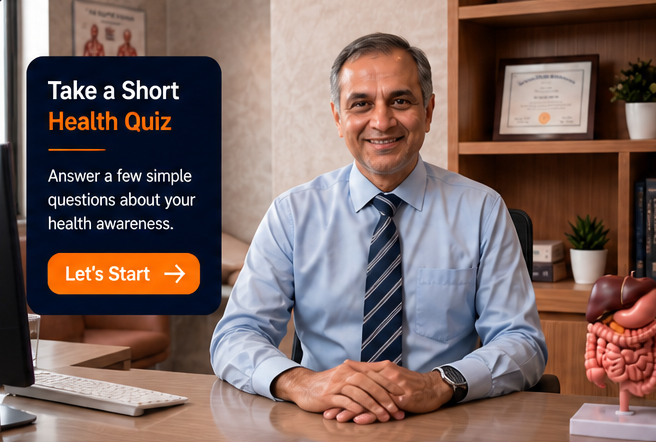 Take a Short
Health Quiz
Answer a few simple
questions about your
health awareness.
Let's Start